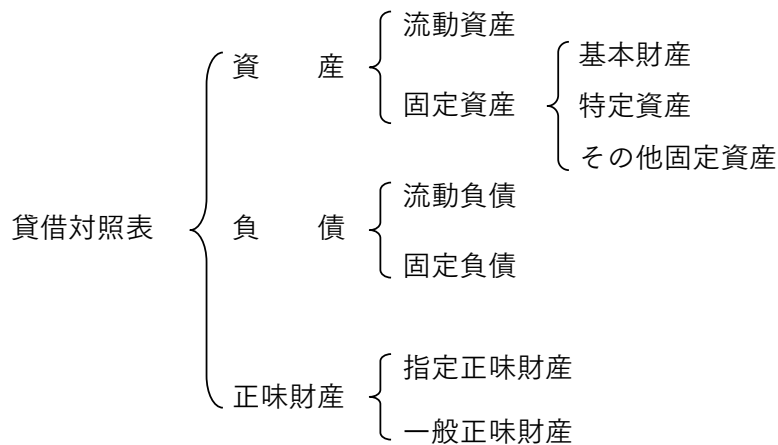 貸借対照表
資　　産
流動資産
固定資産
基本財産
特定資産
その他固定資産
負　　債
流動負債
固定負債
正味財産
指定正味財産
一般正味財産